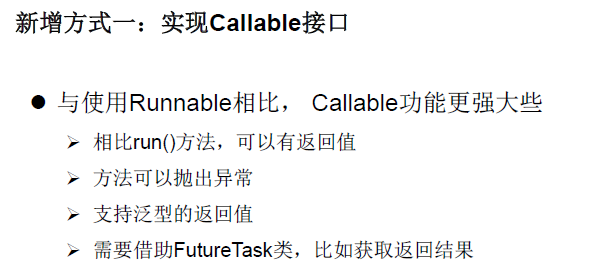 新增方式一：实现Callable接口
● 与使用Runnable相比， Callable功能更强大些
➢ 相比run()方法，可以有返回值
➢ 方法可以抛出异常
➢ 支持泛型的返回值
➢ 需要借助FutureTask类，比如获取返回结果